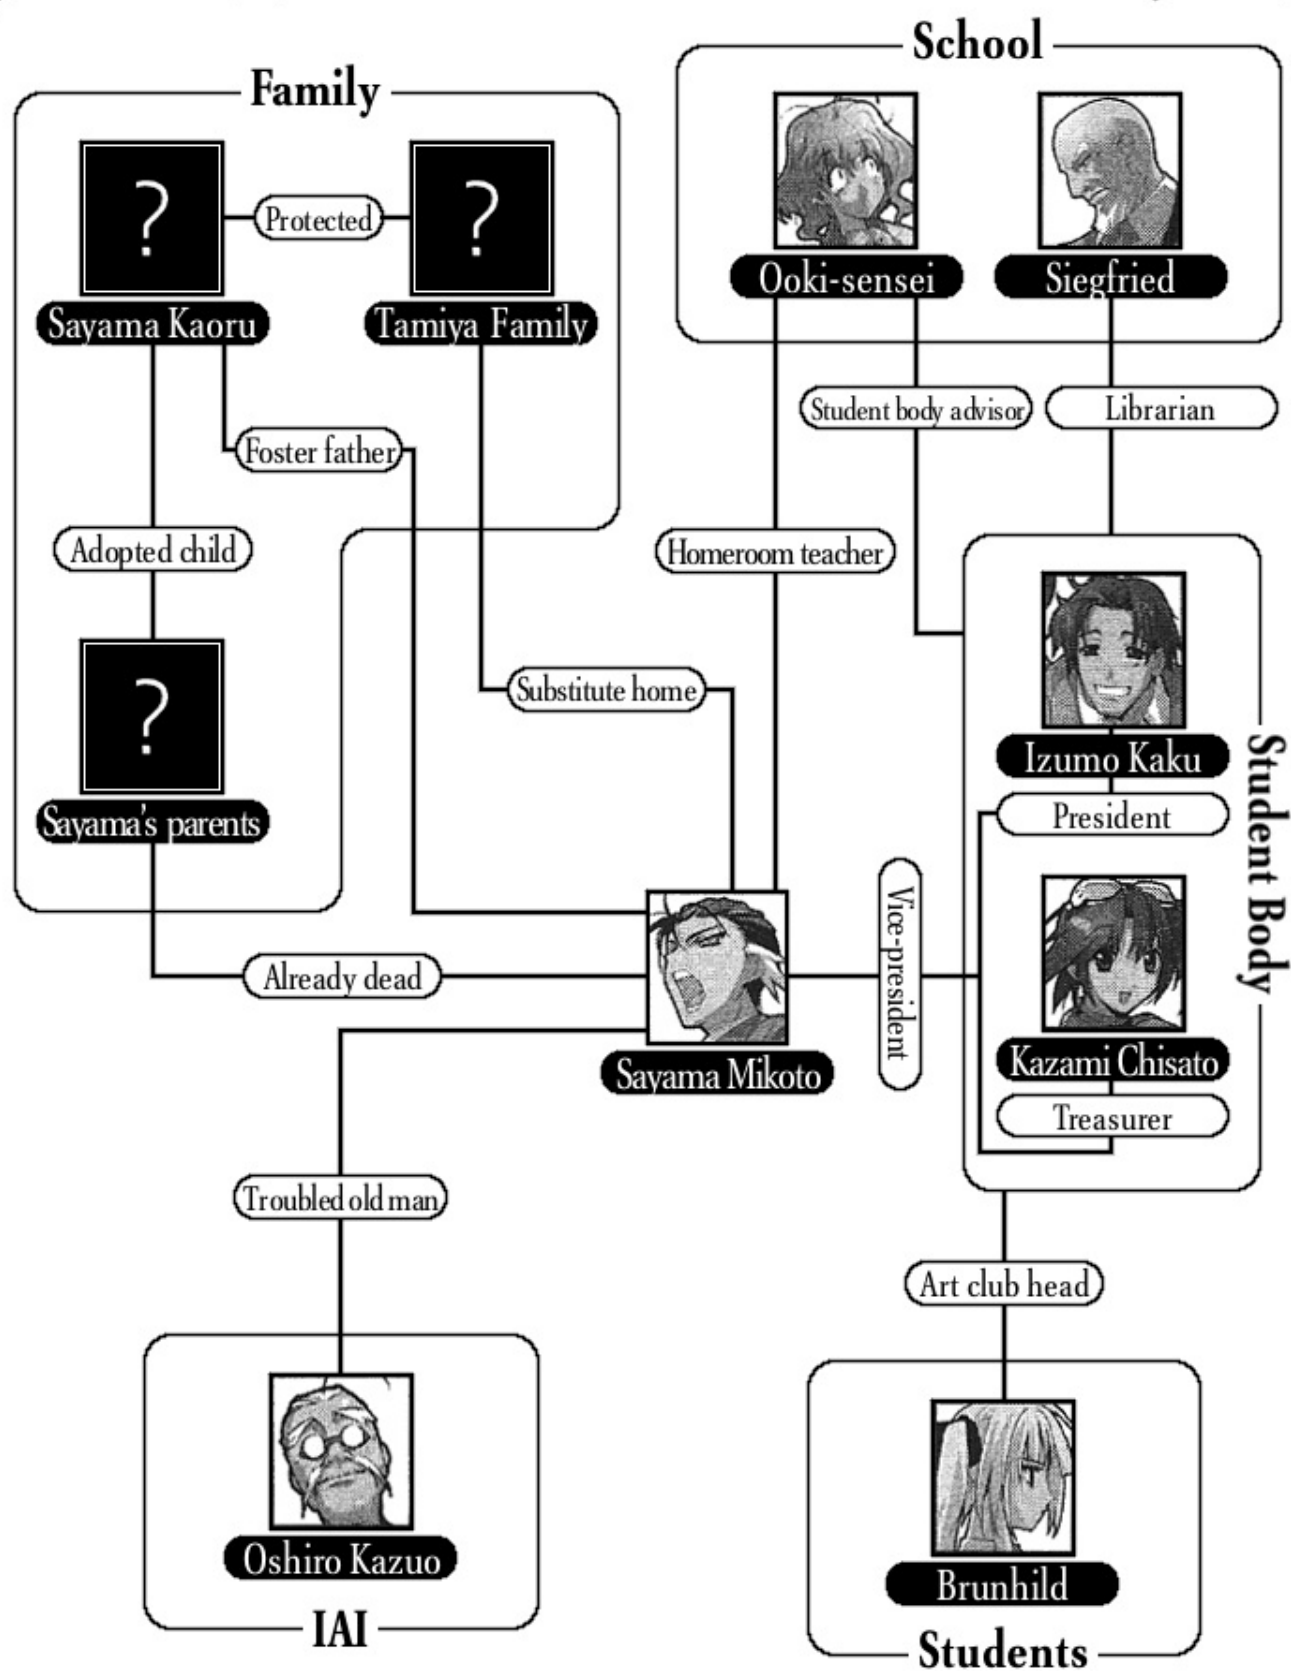 School
Family
Ooki-sensei
Siegfried
?
?
Protected
Sayama Kaoru
Tamiya Family
Student body advisor
Librarian
Foster father
Adopted child
Homeroom teacher
?
Substitute home
Izumo Kaku
President
Sayama's parents
Student Body
Vice-president
Already dead
Sayama Mikoto
Kazami Chisato
Treasurer
Troubled old man
Art club head
Oshiro Kazuo
IAI
Brunhild
Students